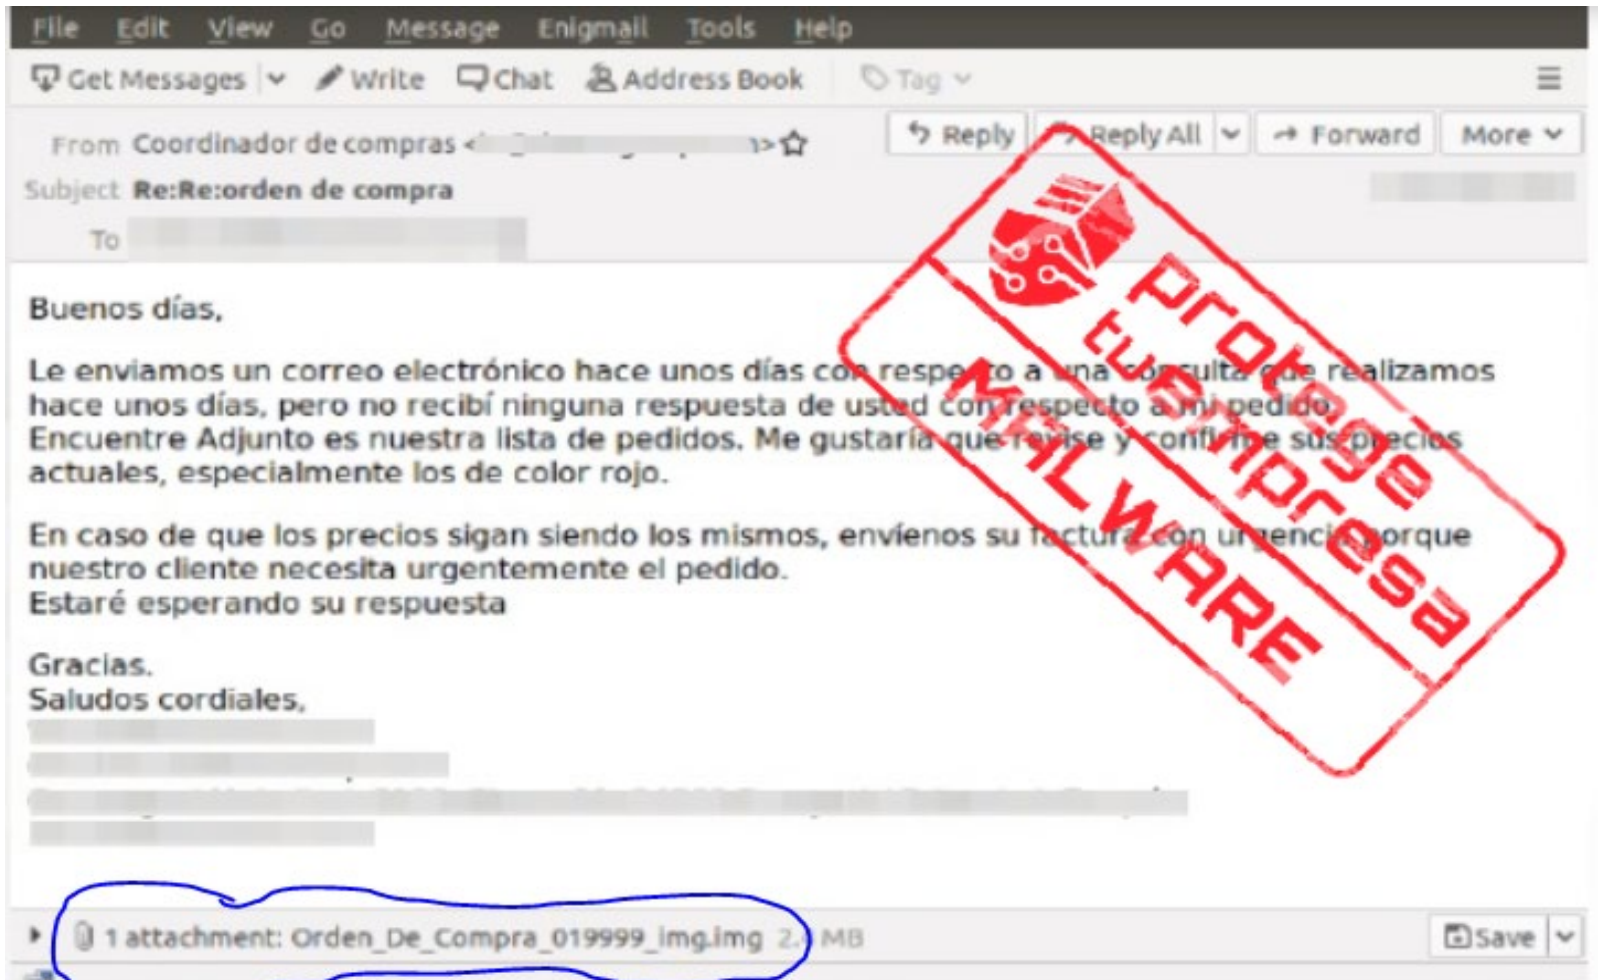 File Edit View Go Message Enigmail Tools Help
Get Messages Write Chat Address Book Tag
From Coordinador de compras < > Reply Reply All Forward More
Subject Re:Re:orden de compra
To
Buenos días,
Le enviamos un correo electrónico hace unos días con respecto a una consulta que realizamos
hace unos días, pero no recibí ninguna respuesta de usted con respecto a mi pedido.
Encuentre Adjunto es nuestra lista de pedidos. Me gustaría que revise y confirme sus precios
actuales, especialmente los de color rojo.
En caso de que los precios sigan siendo los mismos, envíenos su factura con urgencia porque
nuestro cliente necesita urgentemente el pedido.
Estaré esperando su respuesta
Gracias.
Saludos cordiales,
1 attachment: Orden_De_Compra_019999_img.img MB Save
protege
tuempresa
MALWARE